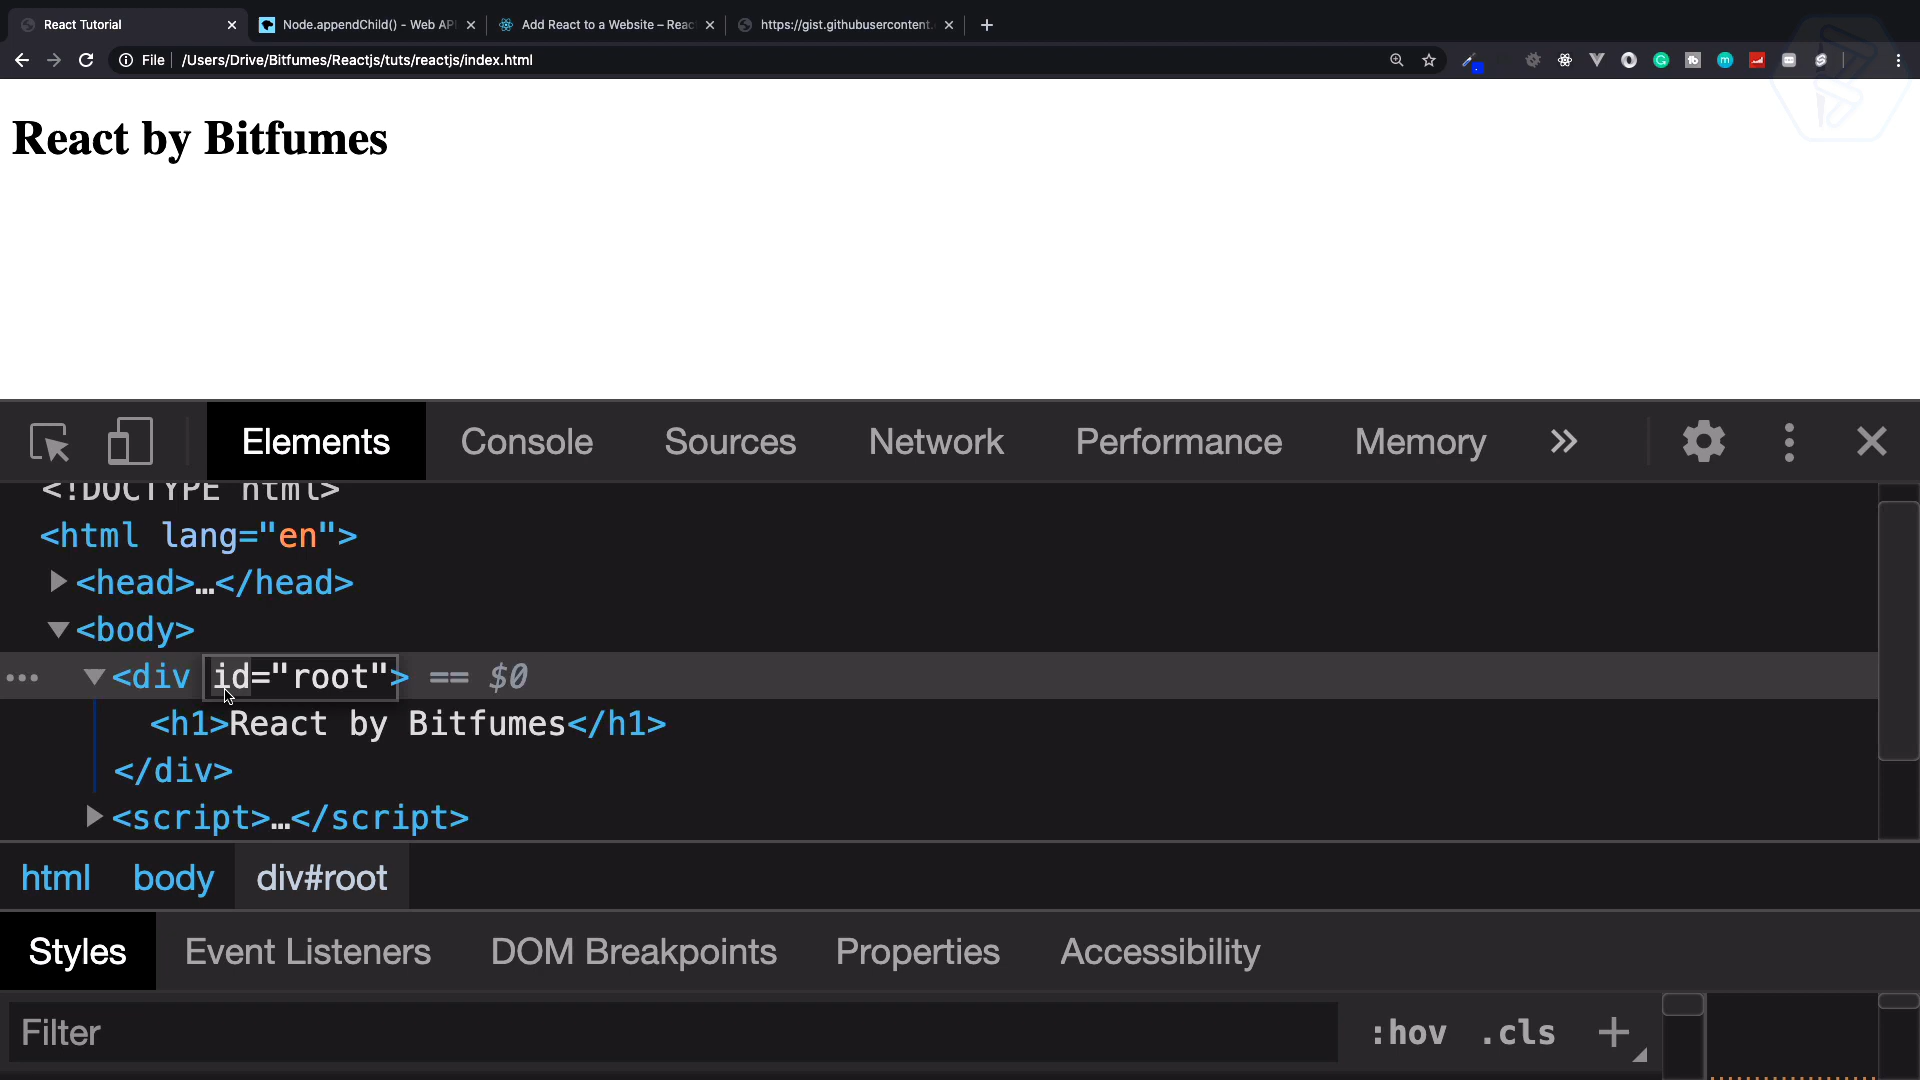 React Tutorial
Node.appendChild() - Web AP
Add React to a Website – Reac
https://gist.githubusercontent.
File
/Users/Drive/Bitfumes/Reactjs/tuts/reactjs/index.html
React by Bitfumes
Elements Console Sources Network Performance Memory
<!DOCTYPE html>
<html lang="en">
<head>…</head>
<body>
<div id="root"> == $0
<h1>React by Bitfumes</h1>
</div>
<script>…</script>
html body div#root
Styles Event Listeners DOM Breakpoints Properties Accessibility
Filter :hov .cls +